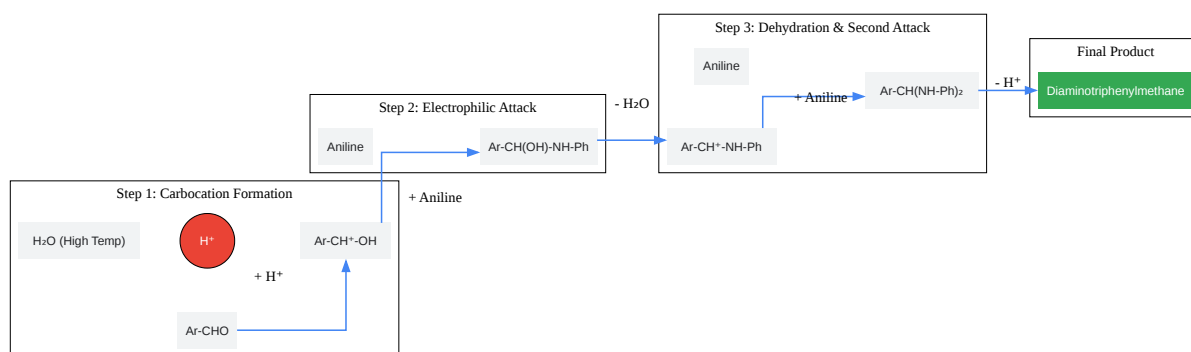 Step 1: Carbocation Formation
H₂O (High Temp)
H⁺
Ar-CH⁺-OH
+ H⁺
Ar-CHO
+ Aniline
Step 2: Electrophilic Attack
Aniline
Ar-CH(OH)-NH-Ph
- H₂O
Step 3: Dehydration & Second Attack
Aniline
Ar-CH⁺-NH-Ph
+ Aniline
Ar-CH(NH-Ph)₂
- H⁺
Final Product
Diaminotriphenylmethane